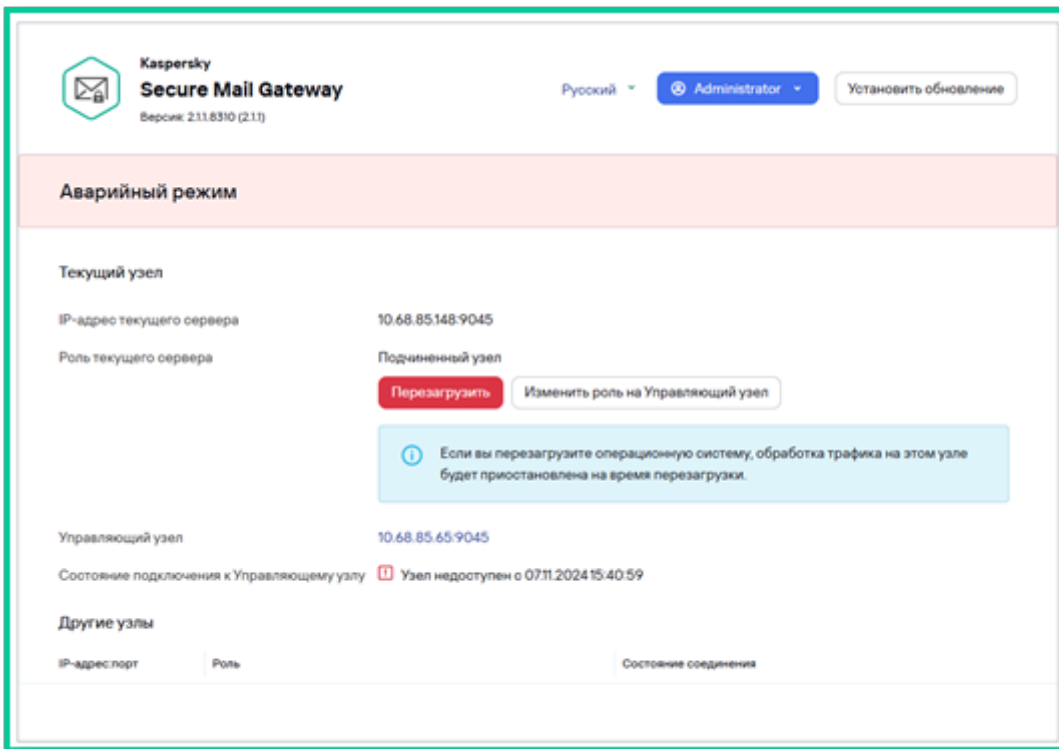 Kaspersky
Secure Mail Gateway
Версия: 2.1.1.8310 (2.1.1)
Русский
Administrator
Установить обновление
Аварийный режим
Текущий узел
IP-адрес текущего сервера
10.68.85.148:9045
Роль текущего сервера
Подчиненный узел
Перезагрузить
Изменить роль на Управляющий узел
Если вы перезагрузите операционную систему, обработка трафика на этом узле
будет приостановлена на время перезагрузки.
Управляющий узел
10.68.85.65:9045
Состояние подключения к Управляющему узлу
Узел недоступен с 07.11.2024 15:40:59
Другие узлы
IP-адрес:порт
Роль
Состояние соединения